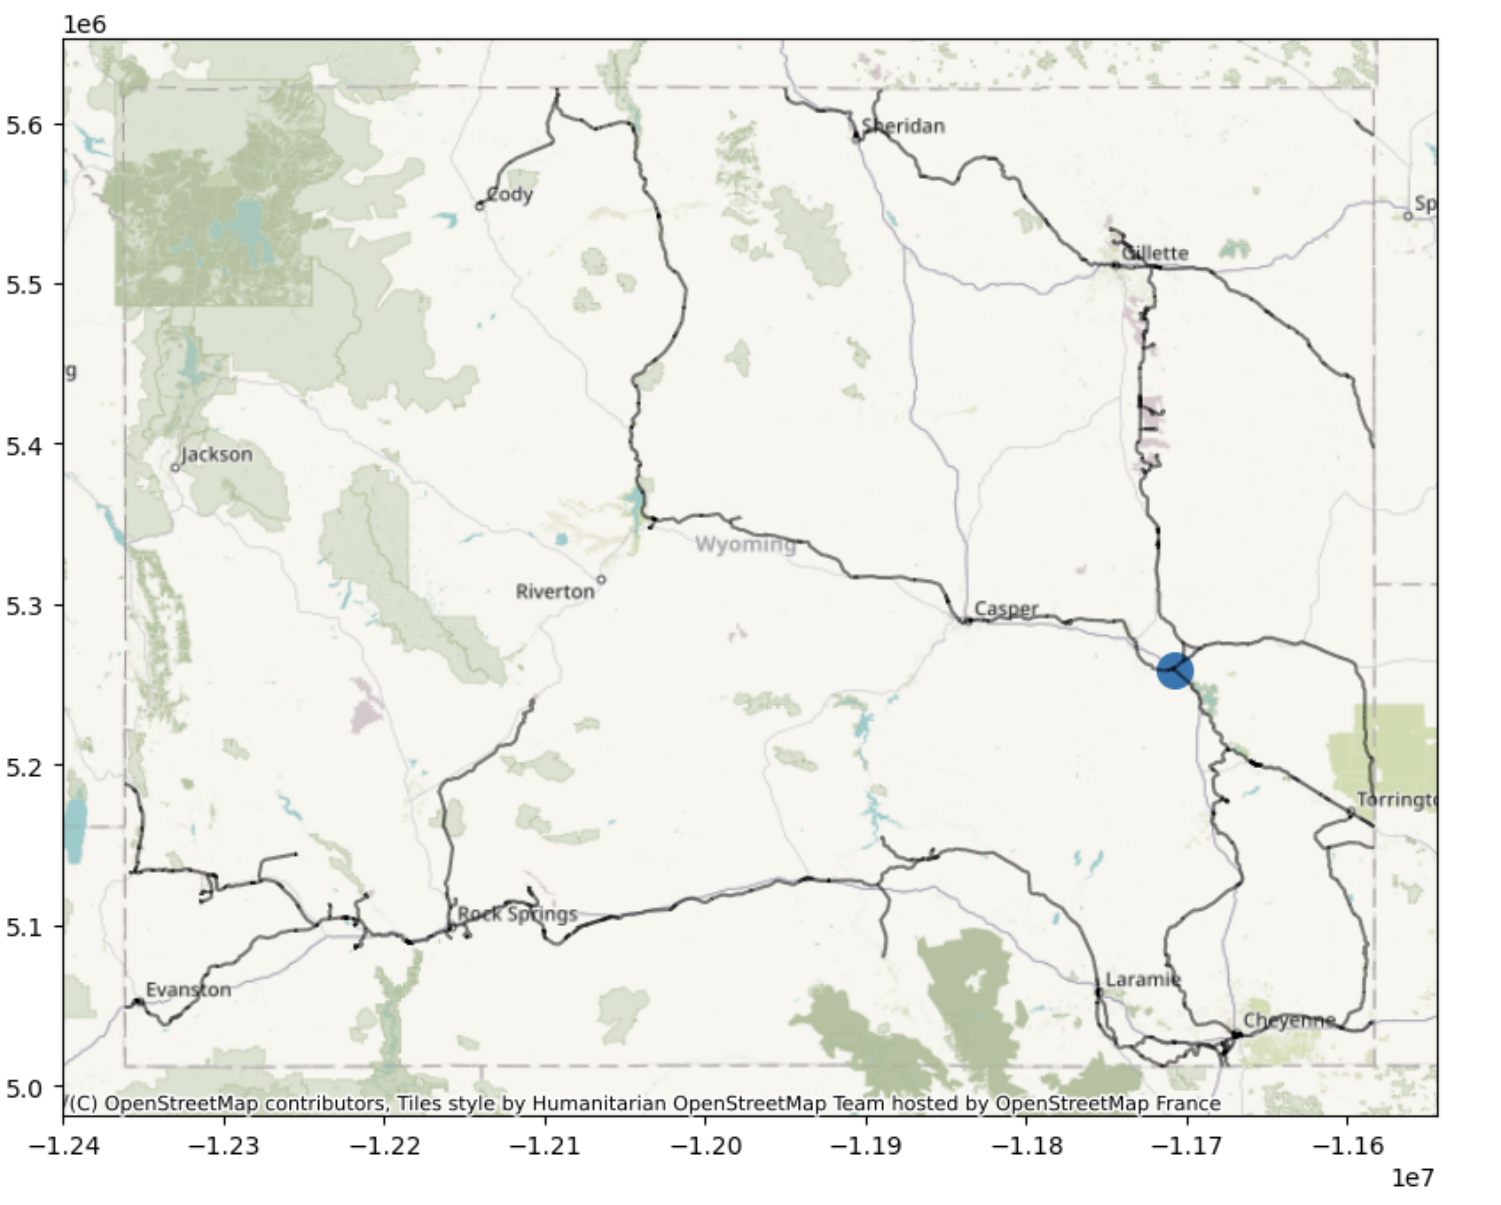 1e6
5.6
Sheridan
Cody
Sp
Gillette
5.5
g
5.4
Jackson
Wyoming
Riverton
5.3
Casper
5.2
Torringto
5.1
Rock Springs
Evanston
Laramie
Cheyenne
5.0
/(C) OpenStreetMap contributors, Tiles style by Humanitarian OpenStreetMap Team hosted by OpenStreetMap France
−1.24 −1.23 −1.22 −1.21 −1.20 −1.19 −1.18 −1.17 −1.16
1e7